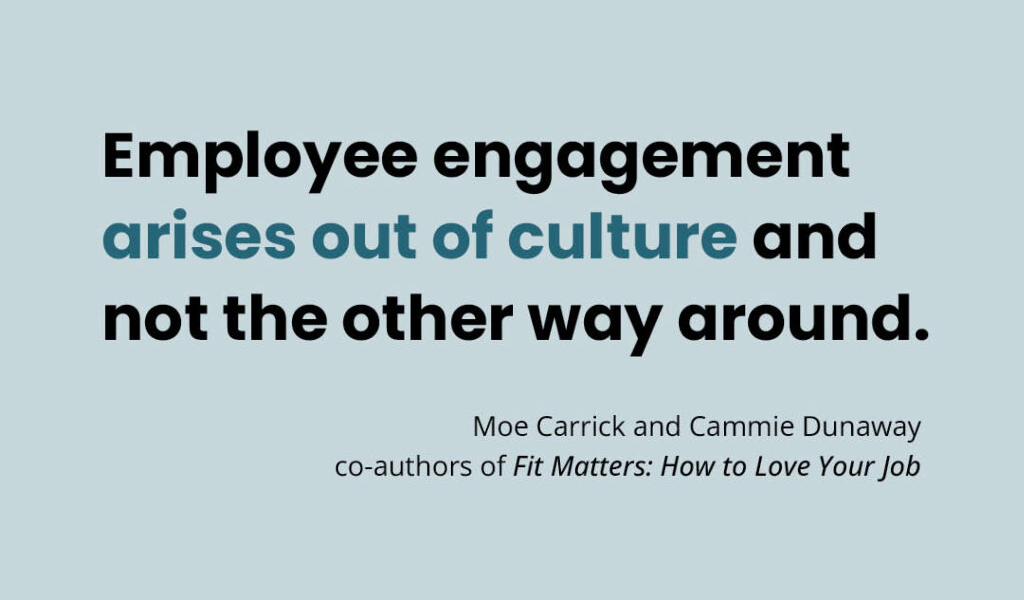 Employee engagement
arises out of culture and
not the other way around.
Moe Carrick and Cammie Dunaway
co-authors of Fit Matters: How to Love Your Job